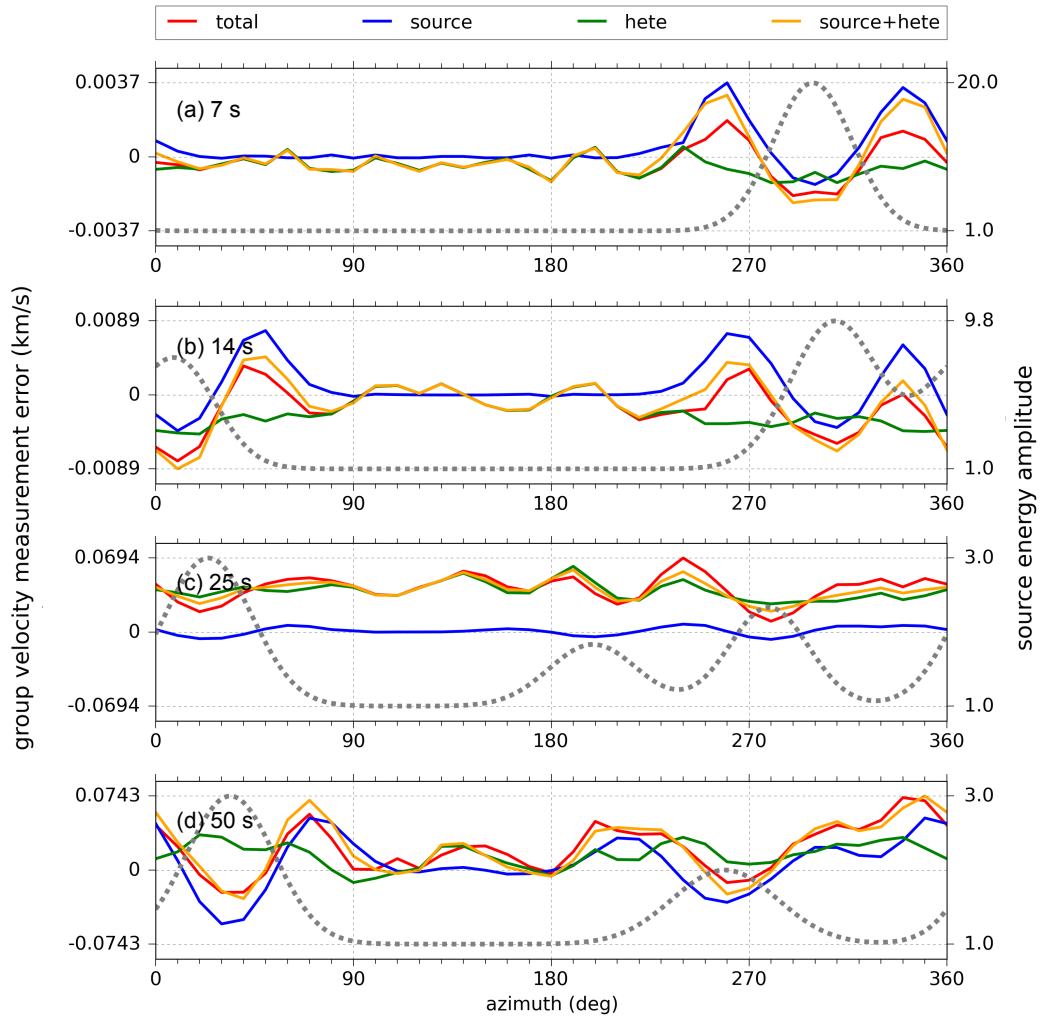 total source hete source+hete
(a) 7 s
0.0037 20.0
0
-0.0037 1.0
0 90 180 270 360
(b) 14 s
0.0089 9.8
0
-0.0089 1.0
0 90 180 270 360
(c) 25 s
0.0694 3.0
0
-0.0694 1.0
0 90 180 270 360
(d) 50 s
0.0743 3.0
0
-0.0743 1.0
0 90 180 270 360
azimuth (deg)
group velocity measurement error (km/s)
source energy amplitude